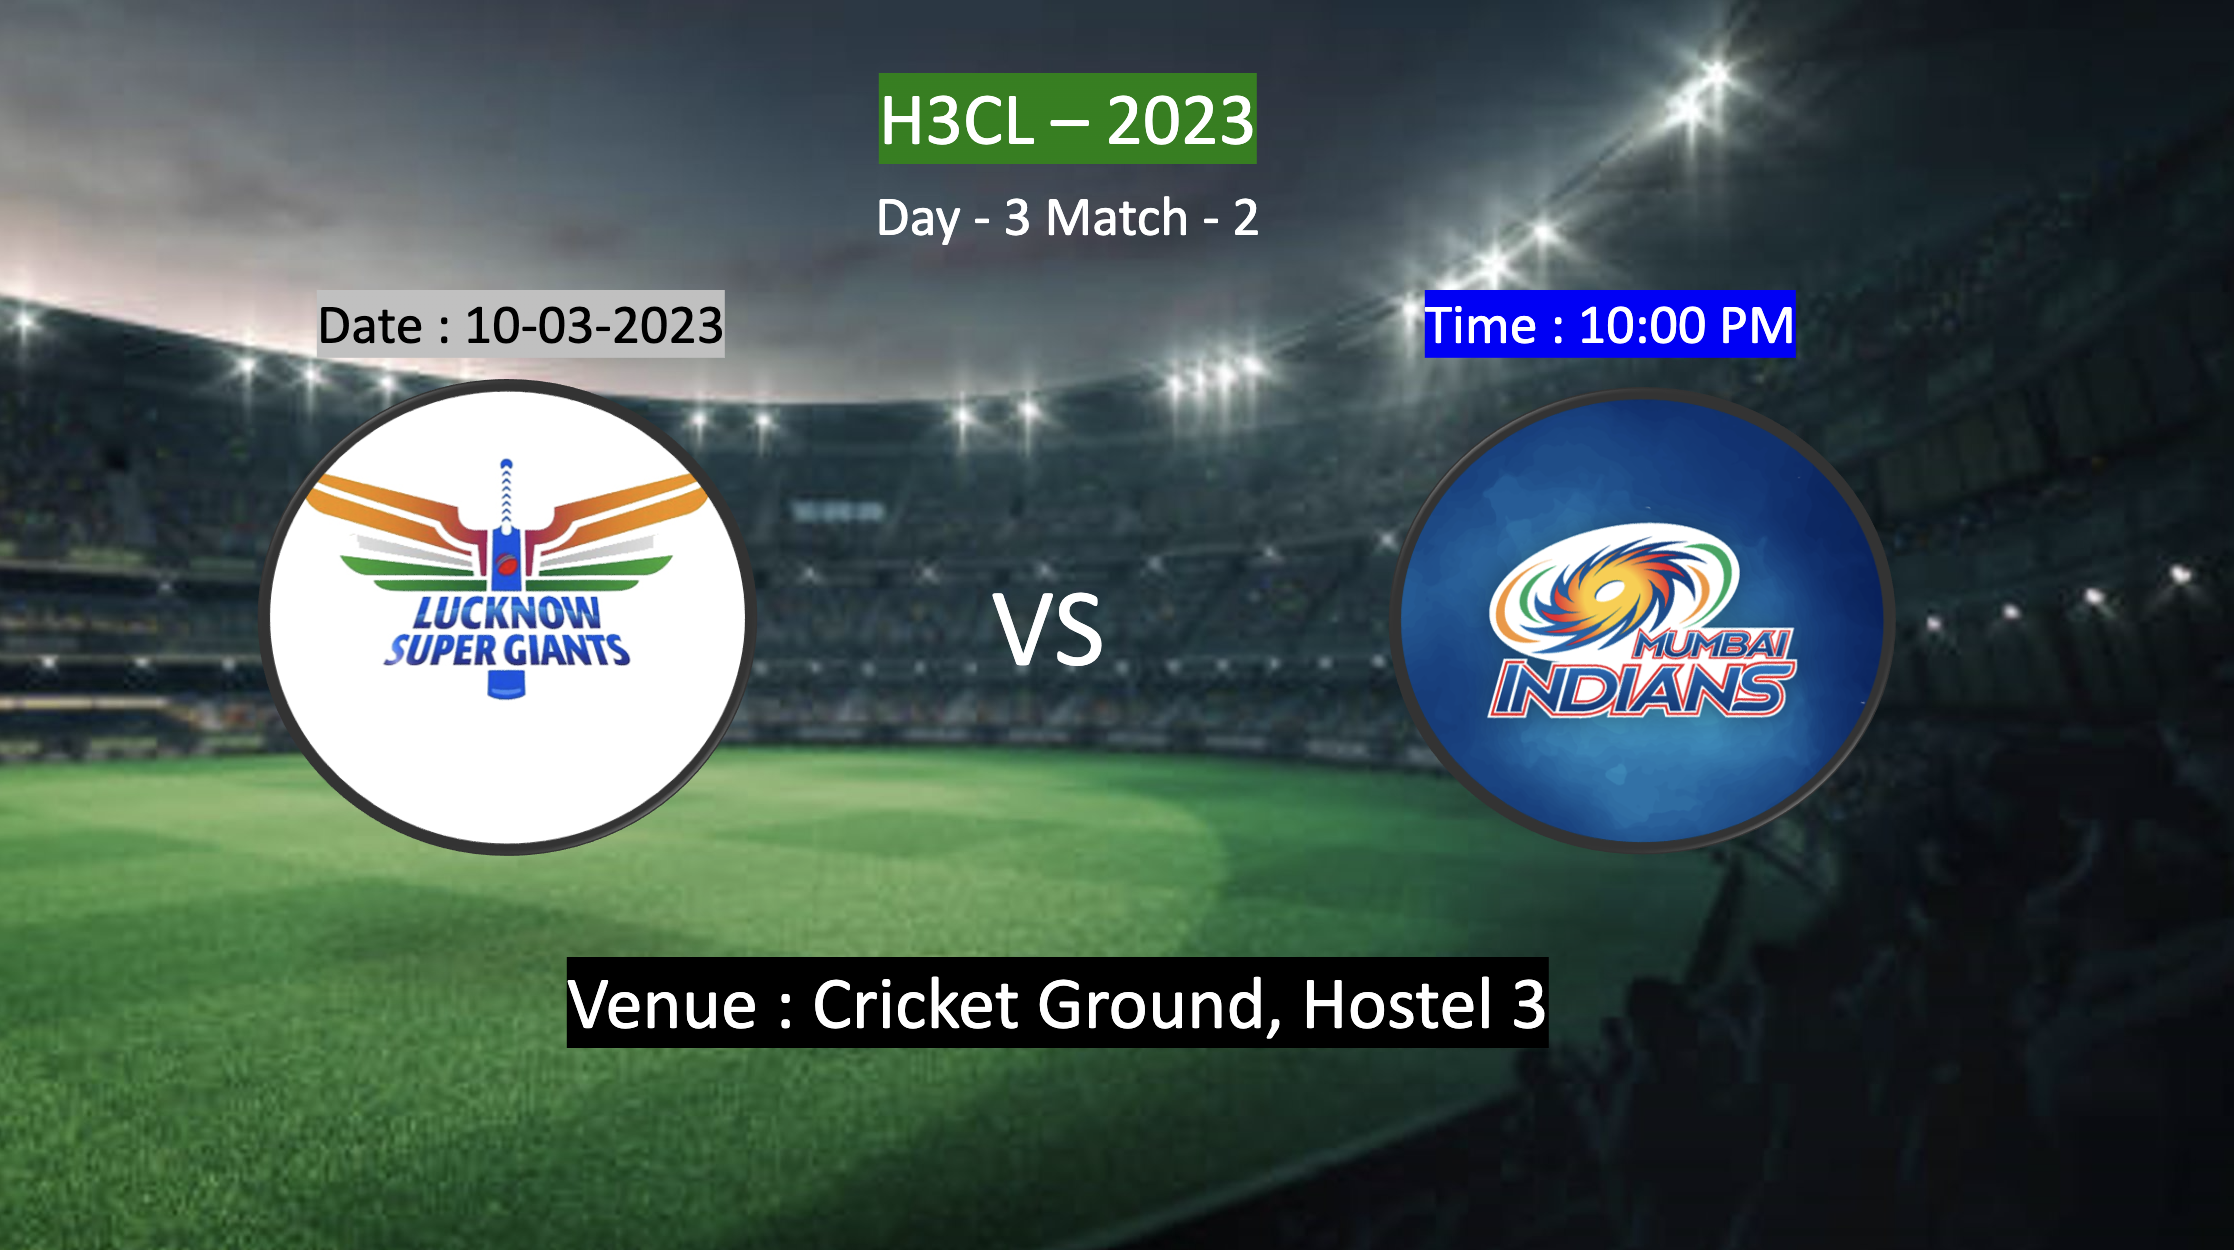 H3CL – 2023
Day - 3 Match - 2
Date : 10-03-2023
Time : 10:00 PM
LUCKNOW
SUPER GIANTS
VS
MUMBAI
INDIANS
Venue : Cricket Ground, Hostel 3